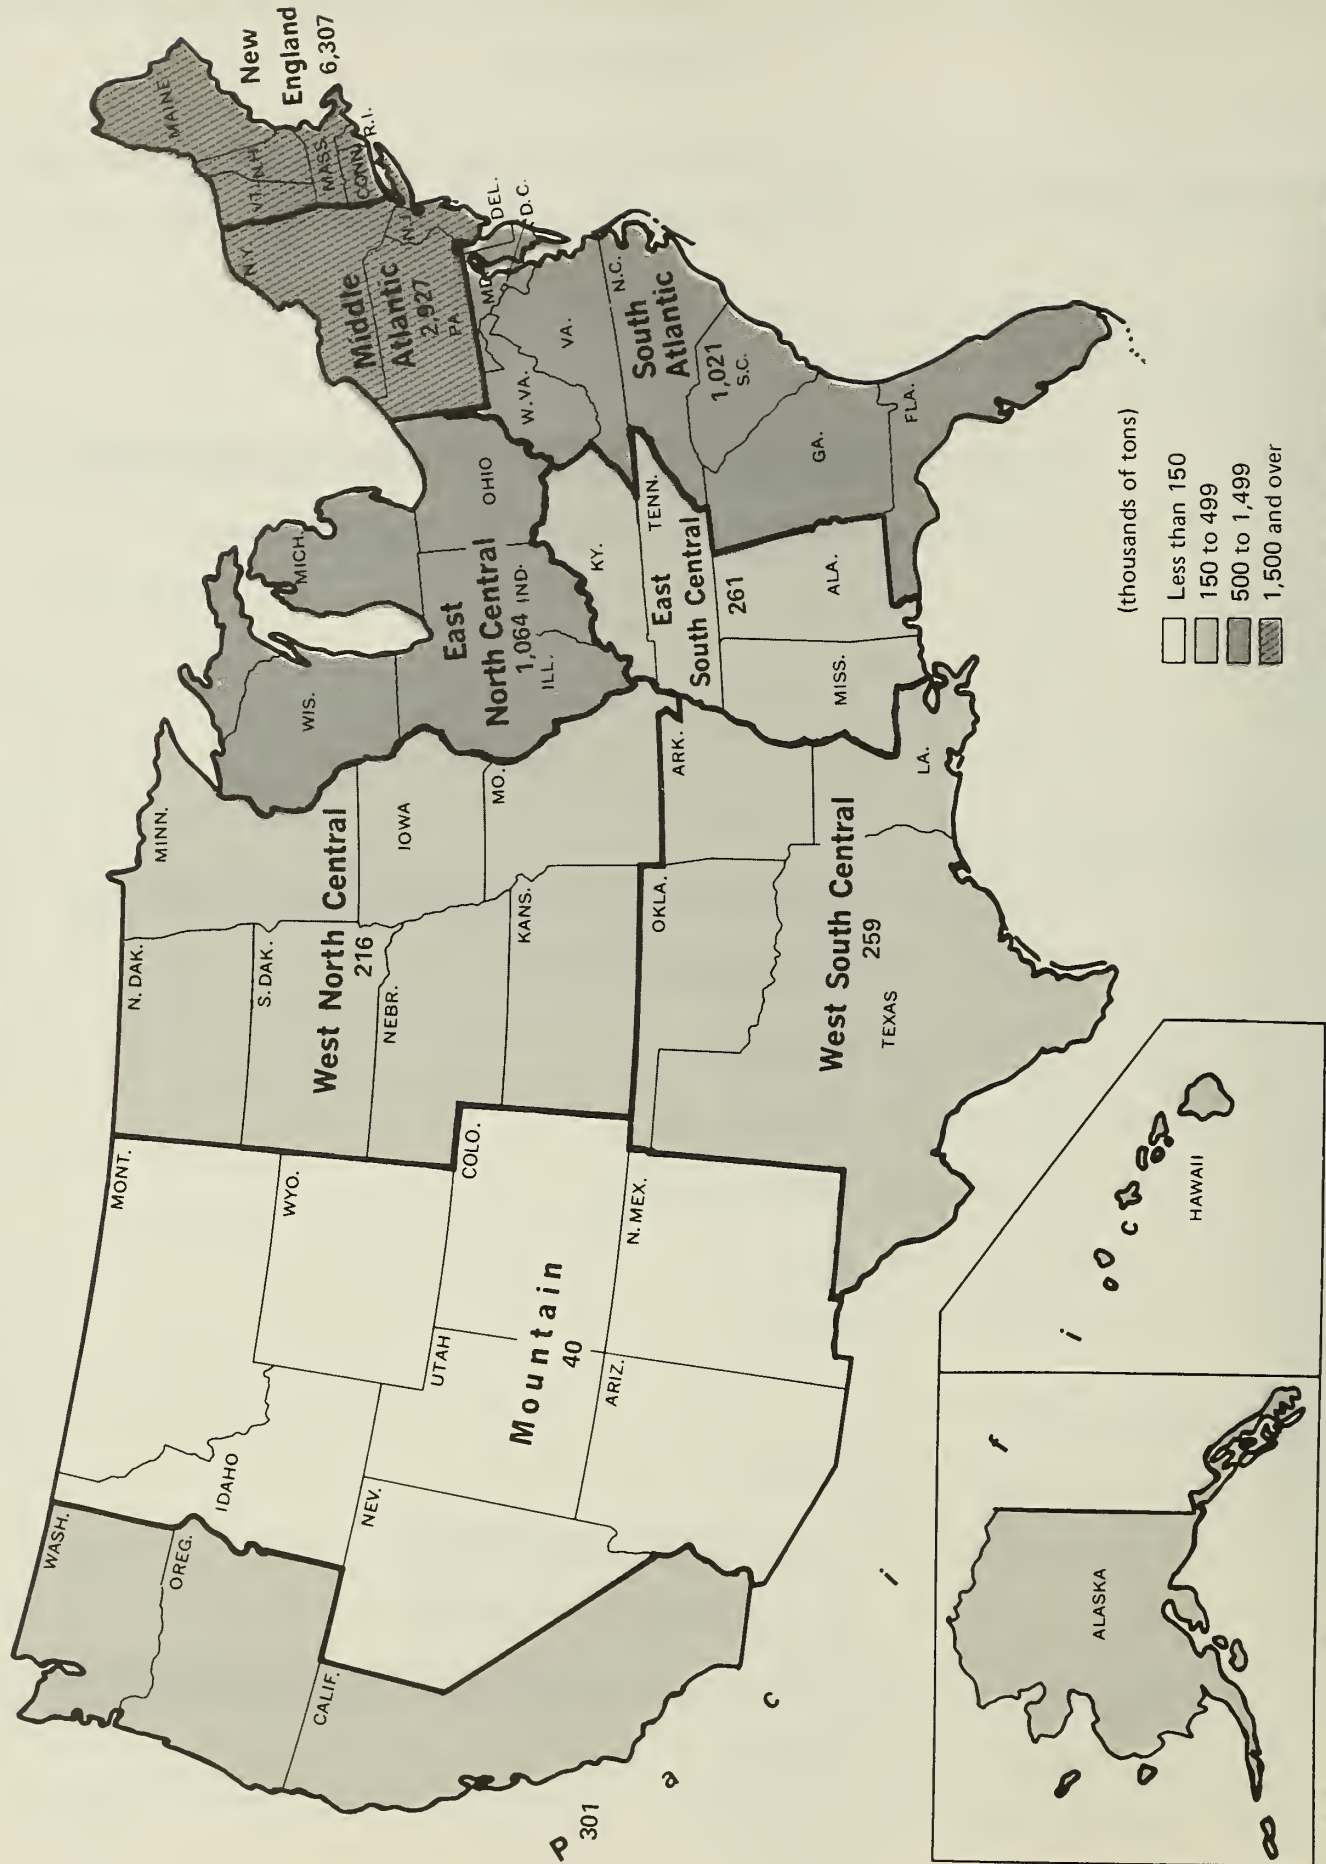 WASH.
OREG.
CALIF.
P a c i f i c
301
IDAHO
NEV.
MONT.
WYO.
UTAH
COLO.
ARIZ.
N. MEX.
Mountain
40
N. DAK.
S. DAK.
NEBR.
KANS.
MINN.
IOWA
MO.
West North Central
216
OKLA.
ARK.
TEXAS
LA.
West South Central
259
WIS.
MICH.
ILL.
IND.
OHIO
East
North Central
1,064
KY.
TENN.
MISS.
ALA.
East
South Central
261
N.Y.
N.J.
PA
Middle
Atlantic
2,927
MAINE
VT.
N.H.
MASS.
CONN.
R.I.
New
England
6,307
DEL.
D.C.
MD.
W.VA.
VA.
N.C.
S.C.
GA.
FLA.
South
Atlantic
1,021
ALASKA
HAWAII
(thousands of tons)
Less than 150
150 to 499
500 to 1,499
1,500 and over